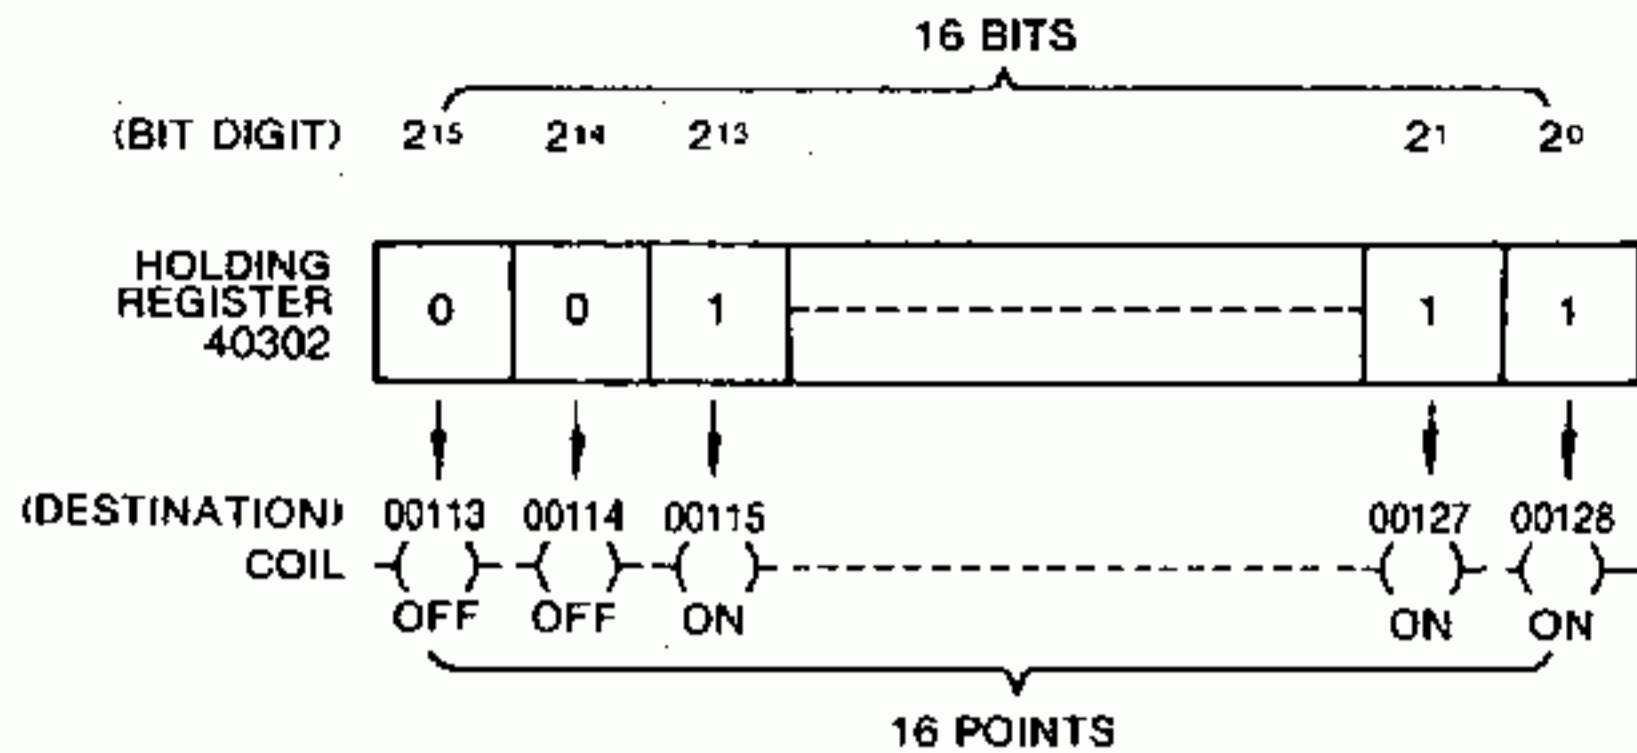 16 BITS
(BIT DIGIT) 2¹⁵ 2¹⁴ 2¹³ 2¹ 2⁰
HOLDING
REGISTER
40302
0 0 1 1 1
(DESTINATION) 00113 00114 00115 00127 00128
COIL
OFF OFF ON ON ON
16 POINTS